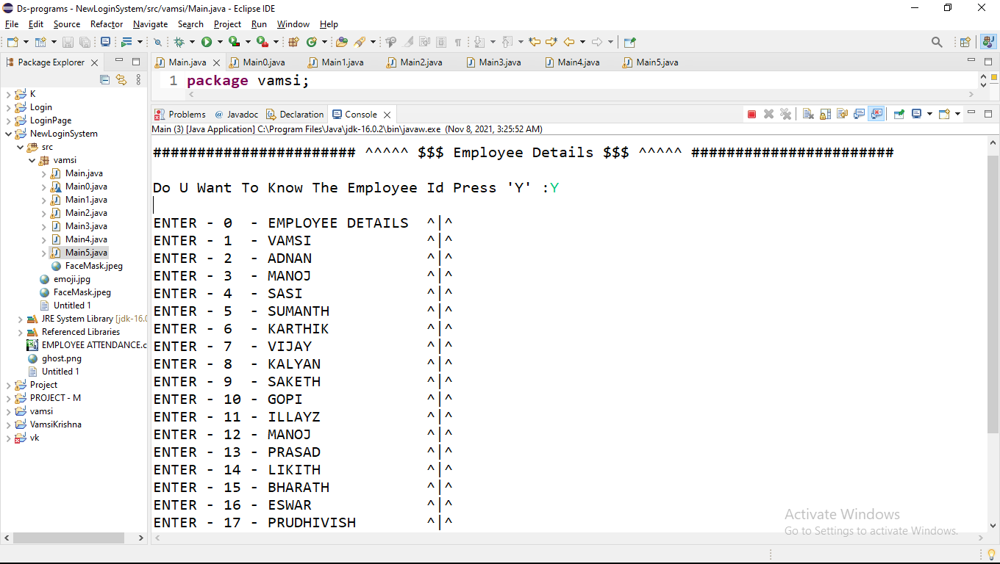 Ds-programs - NewLoginSystem/src/vamsi/Main.java - Eclipse IDE
File Edit Source Refactor Navigate Search Project Run Window Help
Package Explorer
K
Login
LoginPage
NewLoginSystem
src
vamsi
Main.java
Main0.java
Main1.java
Main2.java
Main3.java
Main4.java
Main5.java
FaceMask.jpeg
emoji.jpg
FaceMask.jpeg
Untitled 1
JRE System Library [jdk-16.0
Referenced Libraries
EMPLOYEE ATTENDANCE.c
ghost.png
Untitled 1
Project
PROJECT - M
vamsi
VamsiKrishna
vk
Main.java Main0.java Main1.java Main2.java Main3.java Main4.java Main5.java
1 package vamsi;
Problems @ Javadoc Declaration Console
Main (3) [Java Application] C:\Program Files\Java\jdk-16.0.2\bin\javaw.exe (Nov 8, 2021, 3:25:52 AM)
####################### ^^^^^ $$$ Employee Details $$$ ^^^^^ #######################
Do U Want To Know The Employee Id Press 'Y' :Y
ENTER - 0 - EMPLOYEE DETAILS ^|^
ENTER - 1 - VAMSI ^|^
ENTER - 2 - ADNAN ^|^
ENTER - 3 - MANOJ ^|^
ENTER - 4 - SASI ^|^
ENTER - 5 - SUMANTH ^|^
ENTER - 6 - KARTHIK ^|^
ENTER - 7 - VIJAY ^|^
ENTER - 8 - KALYAN ^|^
ENTER - 9 - SAKETH ^|^
ENTER - 10 - GOPI ^|^
ENTER - 11 - ILLAYZ ^|^
ENTER - 12 - MANOJ ^|^
ENTER - 13 - PRASAD ^|^
ENTER - 14 - LIKITH ^|^
ENTER - 15 - BHARATH ^|^
ENTER - 16 - ESWAR ^|^
ENTER - 17 - PRUDHIVISH ^|^
Activate Windows
Go to Settings to activate Windows.